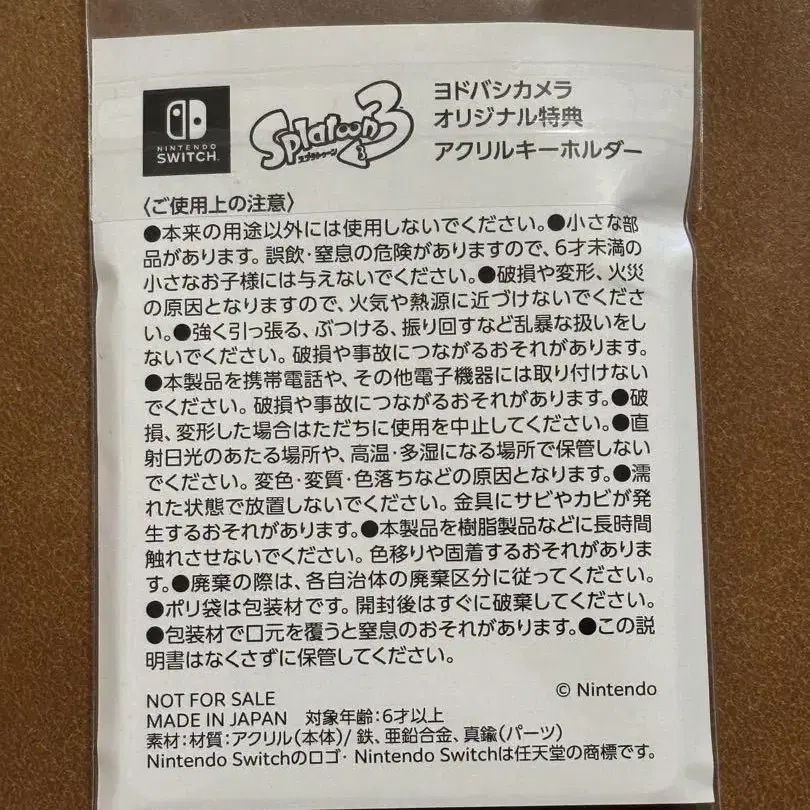 NINTENDO
SWITCH
Splatoon 3
スプラトゥーン3
ヨドバシカメラ
オリジナル特典
アクリルキーホルダー
〈ご使用上の注意〉
●本来の用途以外には使用しないでください。●小さな部
品があります。誤飲・窒息の危険がありますので、6才未満の
小さなお子様には与えないでください。●破損や変形、火災
の原因となりますので、火気や熱源に近づけないでくださ
い。●強く引っ張る、ぶつける、振り回すなど乱暴な扱いをし
ないでください。破損や事故につながるおそれがあります。
●本製品を携帯電話や、その他電子機器には取り付けない
でください。破損や事故につながるおそれがあります。●破
損、変形した場合はただちに使用を中止してください。●直
射日光のあたる場所や、高温・多湿になる場所で保管しない
でください。変色・変質・色落ちなどの原因となります。●濡
れた状態で放置しないでください。金具にサビやカビが発
生するおそれがあります。●本製品を樹脂製品などに長時間
触れさせないでください。色移りや固着するおそれがありま
す。●廃棄の際は、各自治体の廃棄区分に従ってください。
●ポリ袋は包装材です。開封後はすぐに破棄してください。
●包装材で口元を覆うと窒息のおそれがあります。●この説
明書はなくさずに保管してください。
NOT FOR SALE
© Nintendo
MADE IN JAPAN 対象年齢:6才以上
素材:材質:アクリル(本体)/ 鉄、亜鉛合金、真鍮(パーツ)
Nintendo Switchのロゴ・Nintendo Switchは任天堂の商標です。